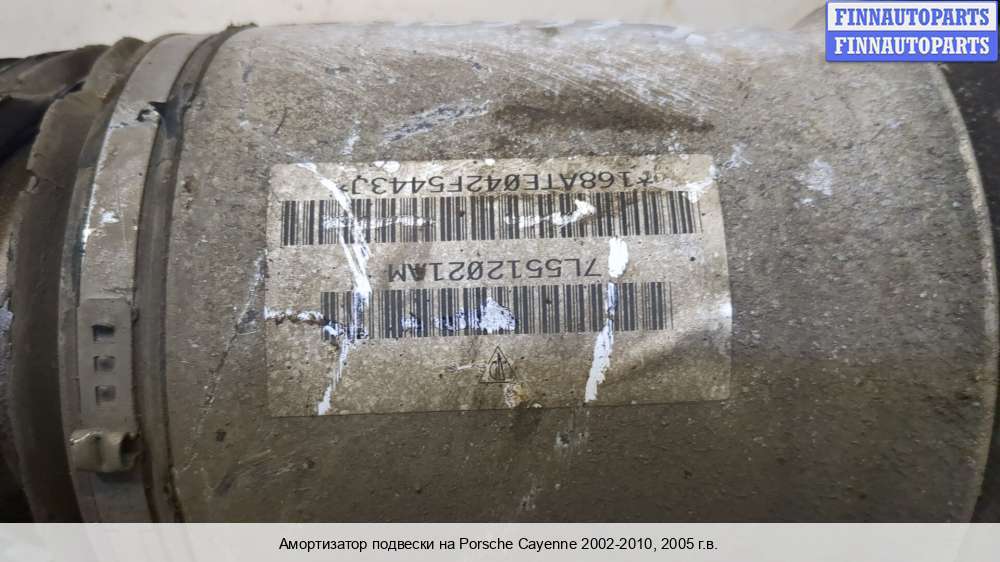 FINNAUTOPARTS
FINNAUTOPARTS
7L5512021AM
*168ATE042F5443J*
Амортизатор подвески на Porsche Cayenne 2002-2010, 2005 г.в.